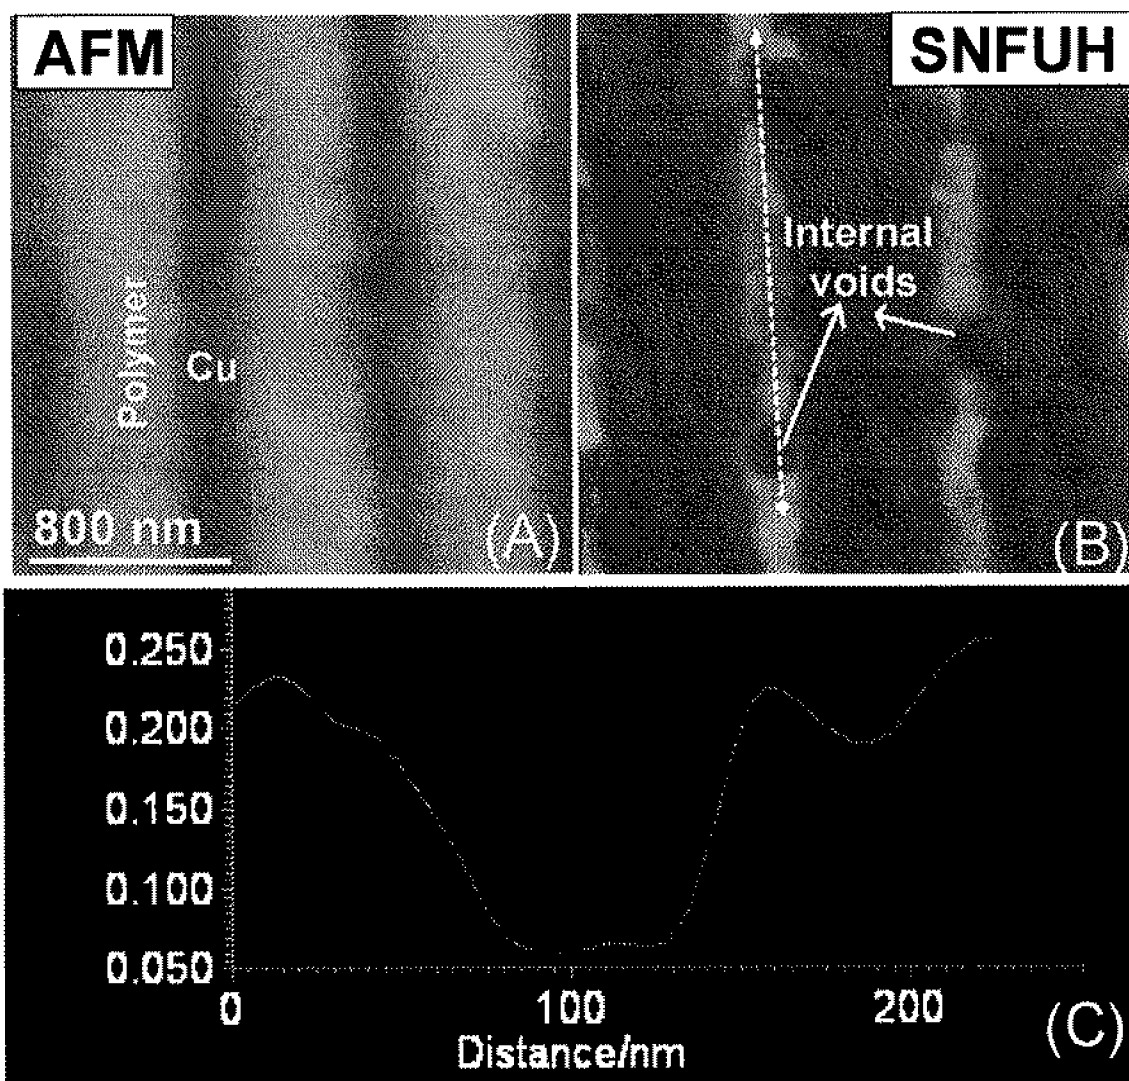 AFM
SNFUH
Internal
voids
Polymer
Cu
800 nm
(A)
(B)
0.250
0.200
0.150
0.100
0.050
0
100
200
Distance/nm
(C)